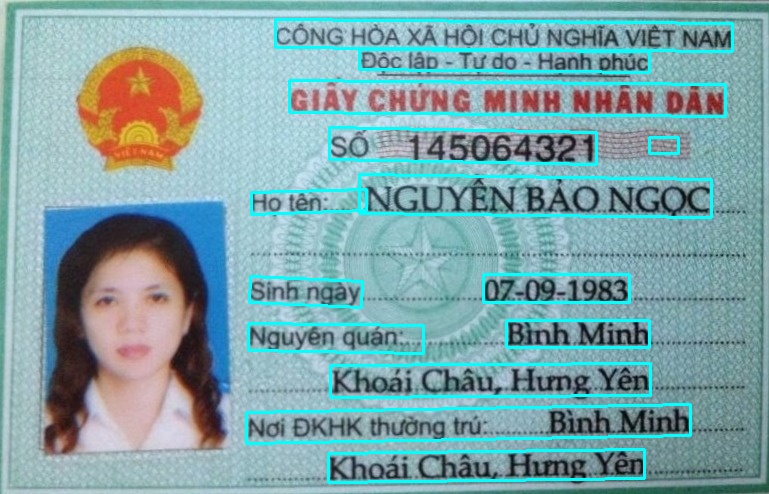 CỘNG HÒA XÃ HỘI CHỦ NGHĨA VIỆT NAM
Độc lập - Tự do - Hạnh phúc
GIẤY CHỨNG MINH NHÂN DÂN
SỐ 145064321
VIETNAM
Họ tên: NGUYỄN BẢO NGỌC
Sinh ngày 07-09-1983
Nguyên quán: Bình Minh
Khoái Châu, Hưng Yên
Nơi ĐKHK thường trú: Bình Minh
Khoái Châu, Hưng Yên